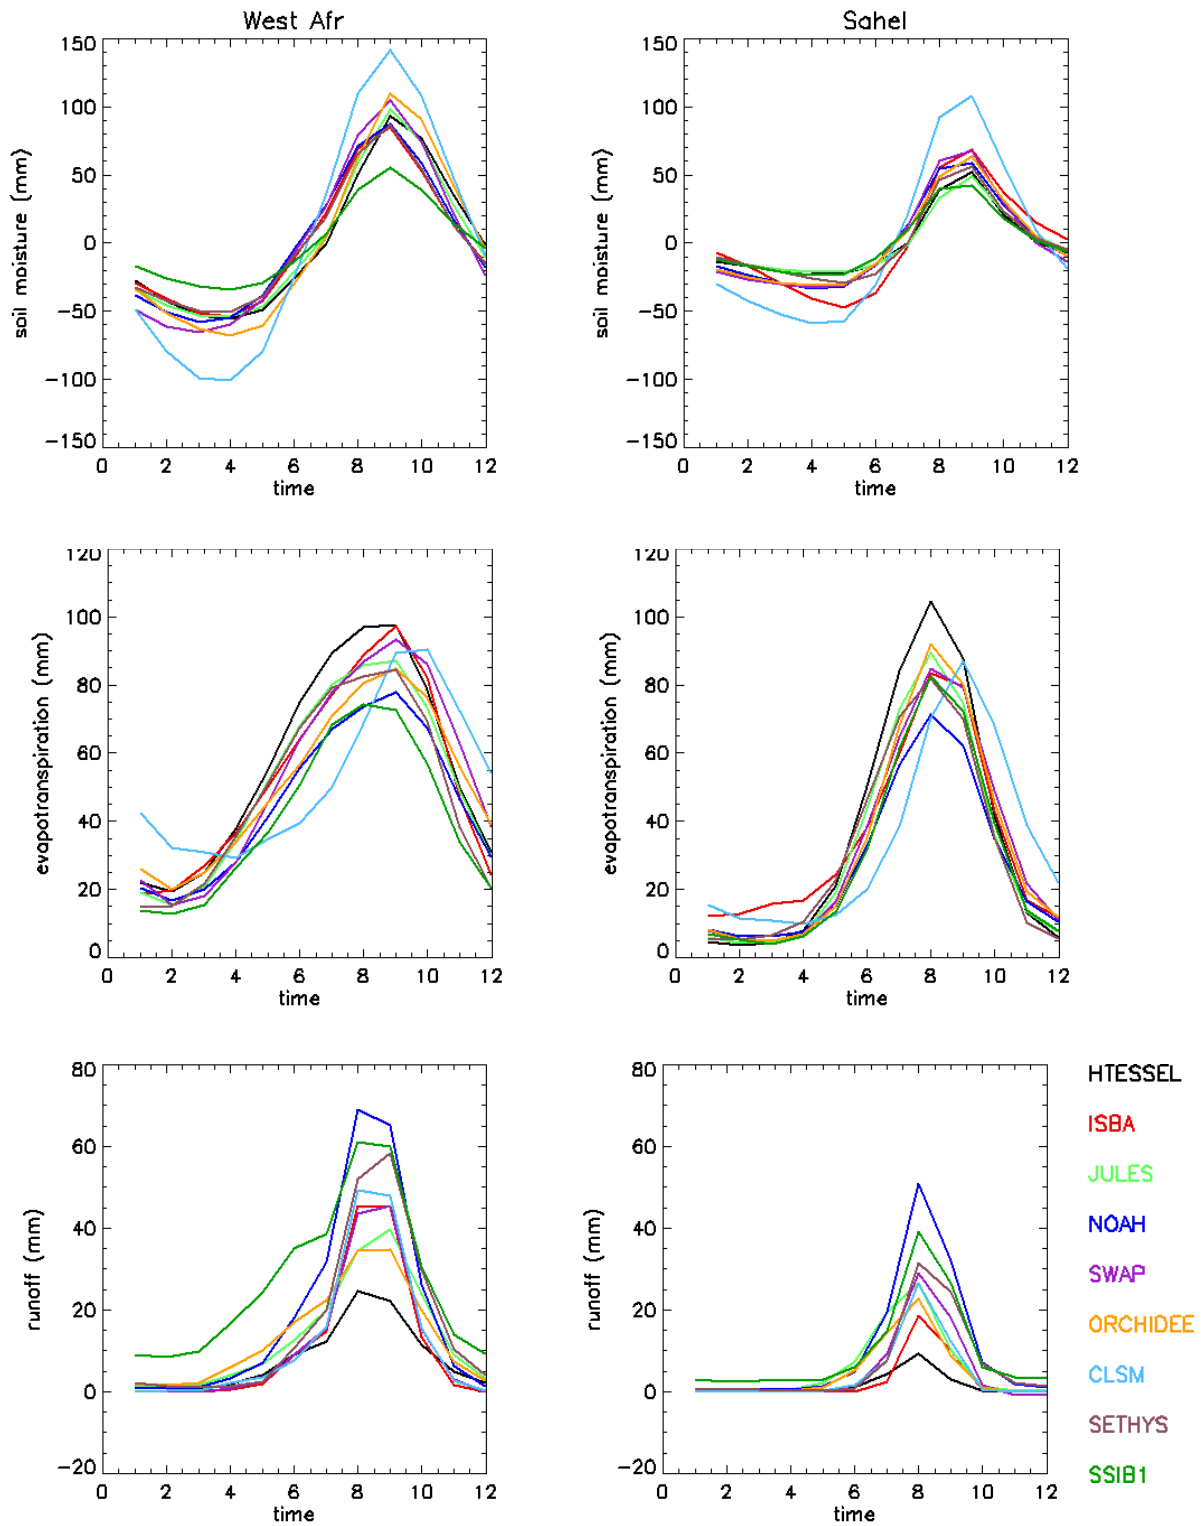 West Afr
Sahel
150
100
50
0
−50
−100
−150
soil moisture (mm)
0 2 4 6 8 10 12
time
150
100
50
0
−50
−100
−150
soil moisture (mm)
0 2 4 6 8 10 12
time
120
100
80
60
40
20
0
evapotranspiration (mm)
0 2 4 6 8 10 12
time
120
100
80
60
40
20
0
evapotranspiration (mm)
0 2 4 6 8 10 12
time
80
60
40
20
0
−20
runoff (mm)
0 2 4 6 8 10 12
time
80
60
40
20
0
−20
runoff (mm)
0 2 4 6 8 10 12
time
HTESSEL
ISBA
JULES
NOAH
SWAP
ORCHIDEE
CLSM
SETHYS
SSIB1